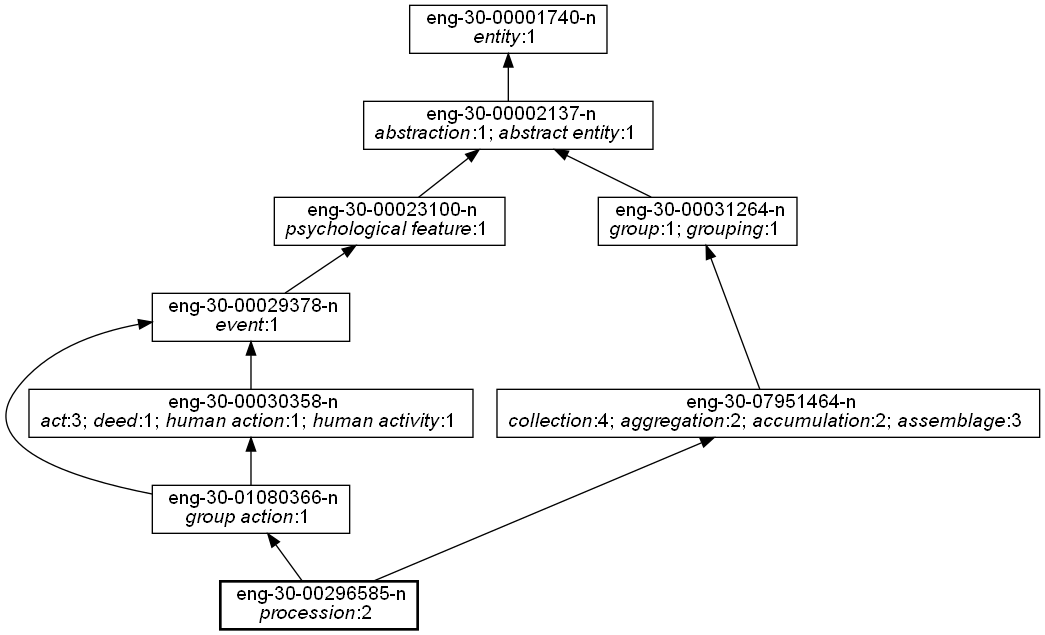 eng-30-00001740-n
entity:1
eng-30-00002137-n
abstraction:1; abstract entity:1
eng-30-00023100-n
psychological feature:1
eng-30-00031264-n
group:1; grouping:1
eng-30-00029378-n
event:1
eng-30-00030358-n
act:3; deed:1; human action:1; human activity:1
eng-30-07951464-n
collection:4; aggregation:2; accumulation:2; assemblage:3
eng-30-01080366-n
group action:1
eng-30-00296585-n
procession:2